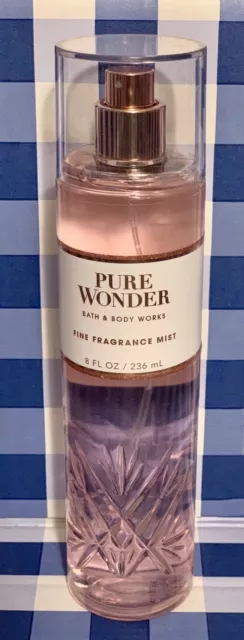 PURE
WONDER
BATH & BODY WORKS
FINE FRAGRANCE MIST
8 FL OZ / 236 mL